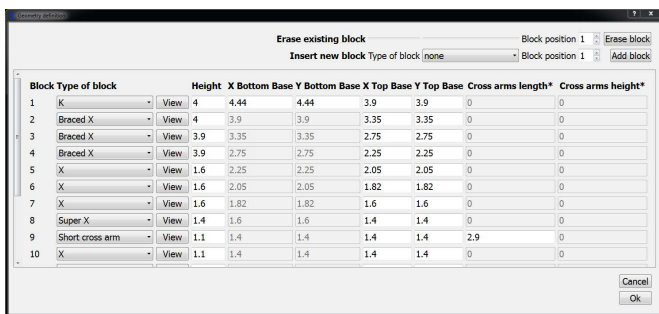 Geometry definition
? x
Erase existing block Block position 1 Erase block
Insert new block Type of block none Block position 1 Add block
Block Type of block Height X Bottom Base Y Bottom Base X Top Base Y Top Base Cross arms length* Cross arms height*
1 K View 4 4.44 4.44 3.9 3.9 0 0
2 Braced X View 4 3.9 3.9 3.35 3.35 0 0
3 Braced X View 3.9 3.35 3.35 2.75 2.75 0 0
4 Braced X View 3.9 2.75 2.75 2.25 2.25 0 0
5 X View 1.6 2.25 2.25 2.05 2.05 0 0
6 X View 1.6 2.05 2.05 1.82 1.82 0 0
7 X View 1.6 1.82 1.82 1.6 1.6 0 0
8 Super X View 1.4 1.6 1.6 1.4 1.4 0 0
9 Short cross arm View 1.1 1.4 1.4 1.4 1.4 2.9 0
10 X View 1.1 1.4 1.4 1.4 1.4 0 0
Cancel
Ok